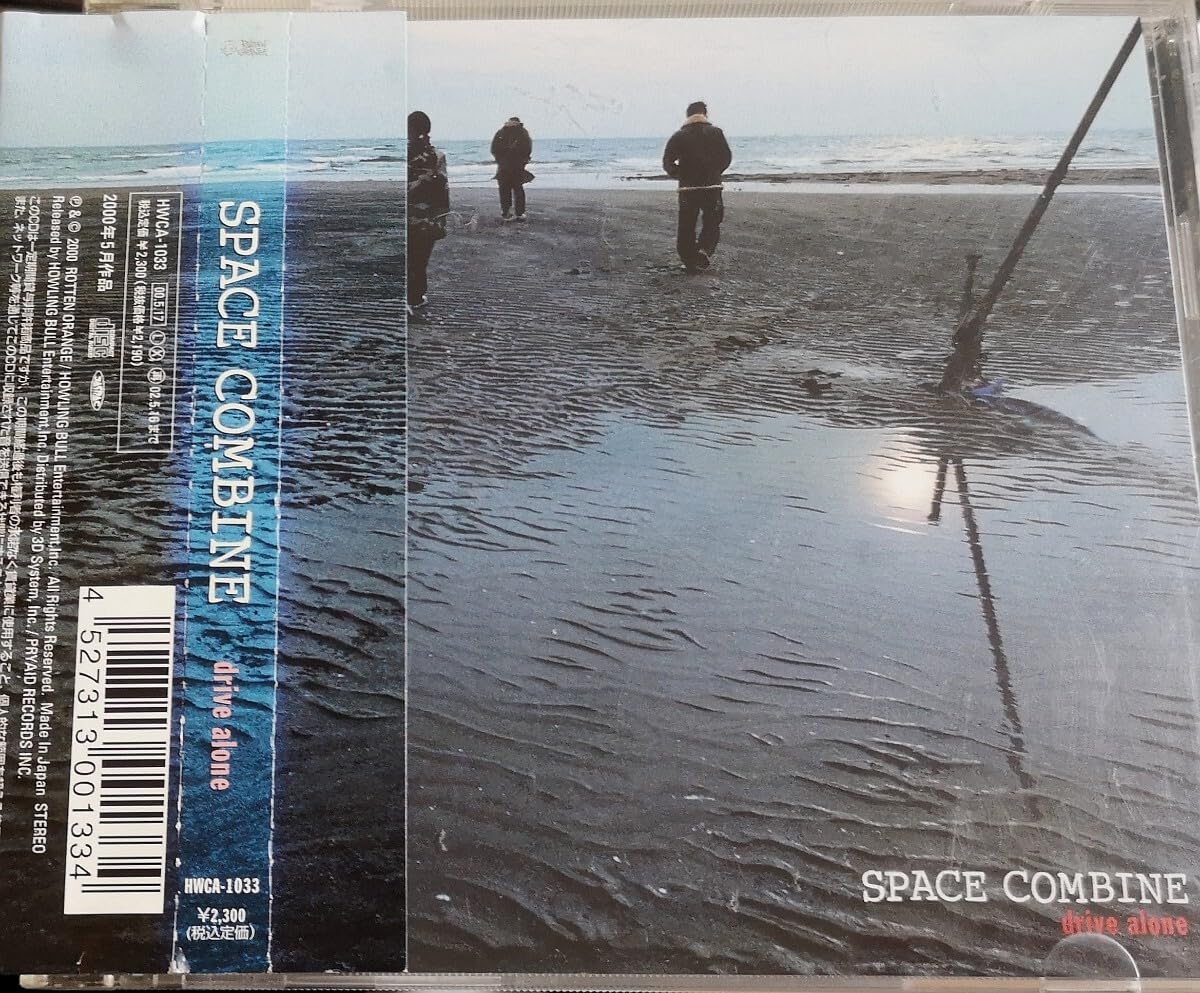 SPACE COMBINE
drive alone
HWCA-1033
¥2,300
(税込定価)
SPACE COMBINE
drive alone
HWCA-1033 00.5.17
税込定価¥2,300(税抜価格¥2,190)
2000年5月作品
Ⓟ & © 2000 ROTTEN ORANGE / HOWLING BULL Entertainment, Inc. All Rights Reserved. Made In Japan STEREO
Released by HOWLING BULL Entertainment, Inc. Distributed by 3D System, Inc. / PRYAID RECORDS INC.
4 527313 001334